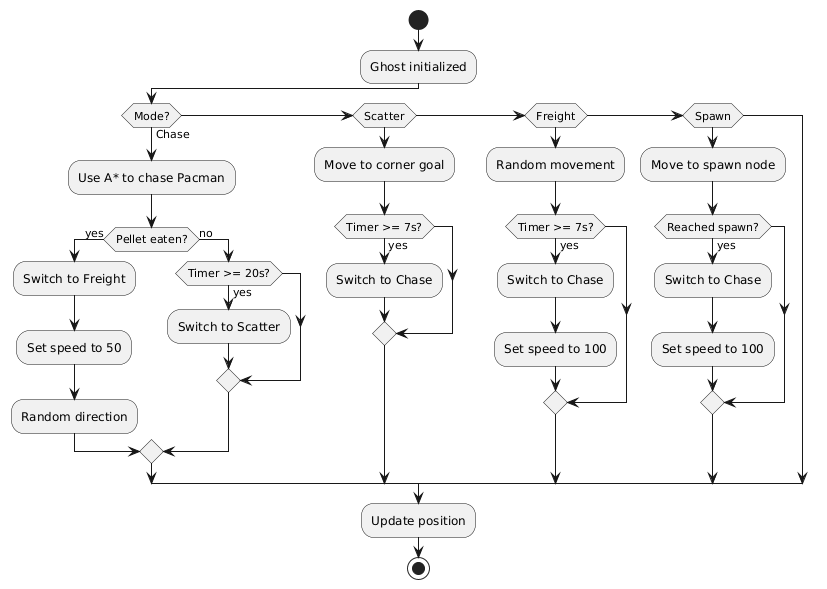 Ghost initialized
Mode?
Chase
Scatter
Freight
Spawn
Use A* to chase Pacman
Move to corner goal
Random movement
Move to spawn node
Pellet eaten?
yes
no
Switch to Freight
Set speed to 50
Random direction
Timer >= 20s?
yes
Switch to Scatter
Timer >= 7s?
yes
Switch to Chase
Timer >= 7s?
yes
Switch to Chase
Set speed to 100
Reached spawn?
yes
Switch to Chase
Set speed to 100
Update position